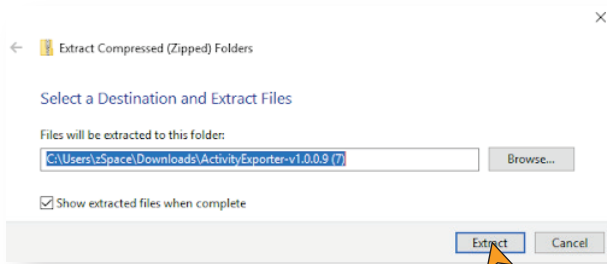 Extract Compressed (Zipped) Folders
Select a Destination and Extract Files
Files will be extracted to this folder:
C:\Users\zSpace\Downloads\ActivityExporter-v1.0.0.9 (7)
Browse...
Show extracted files when complete
Extract
Cancel